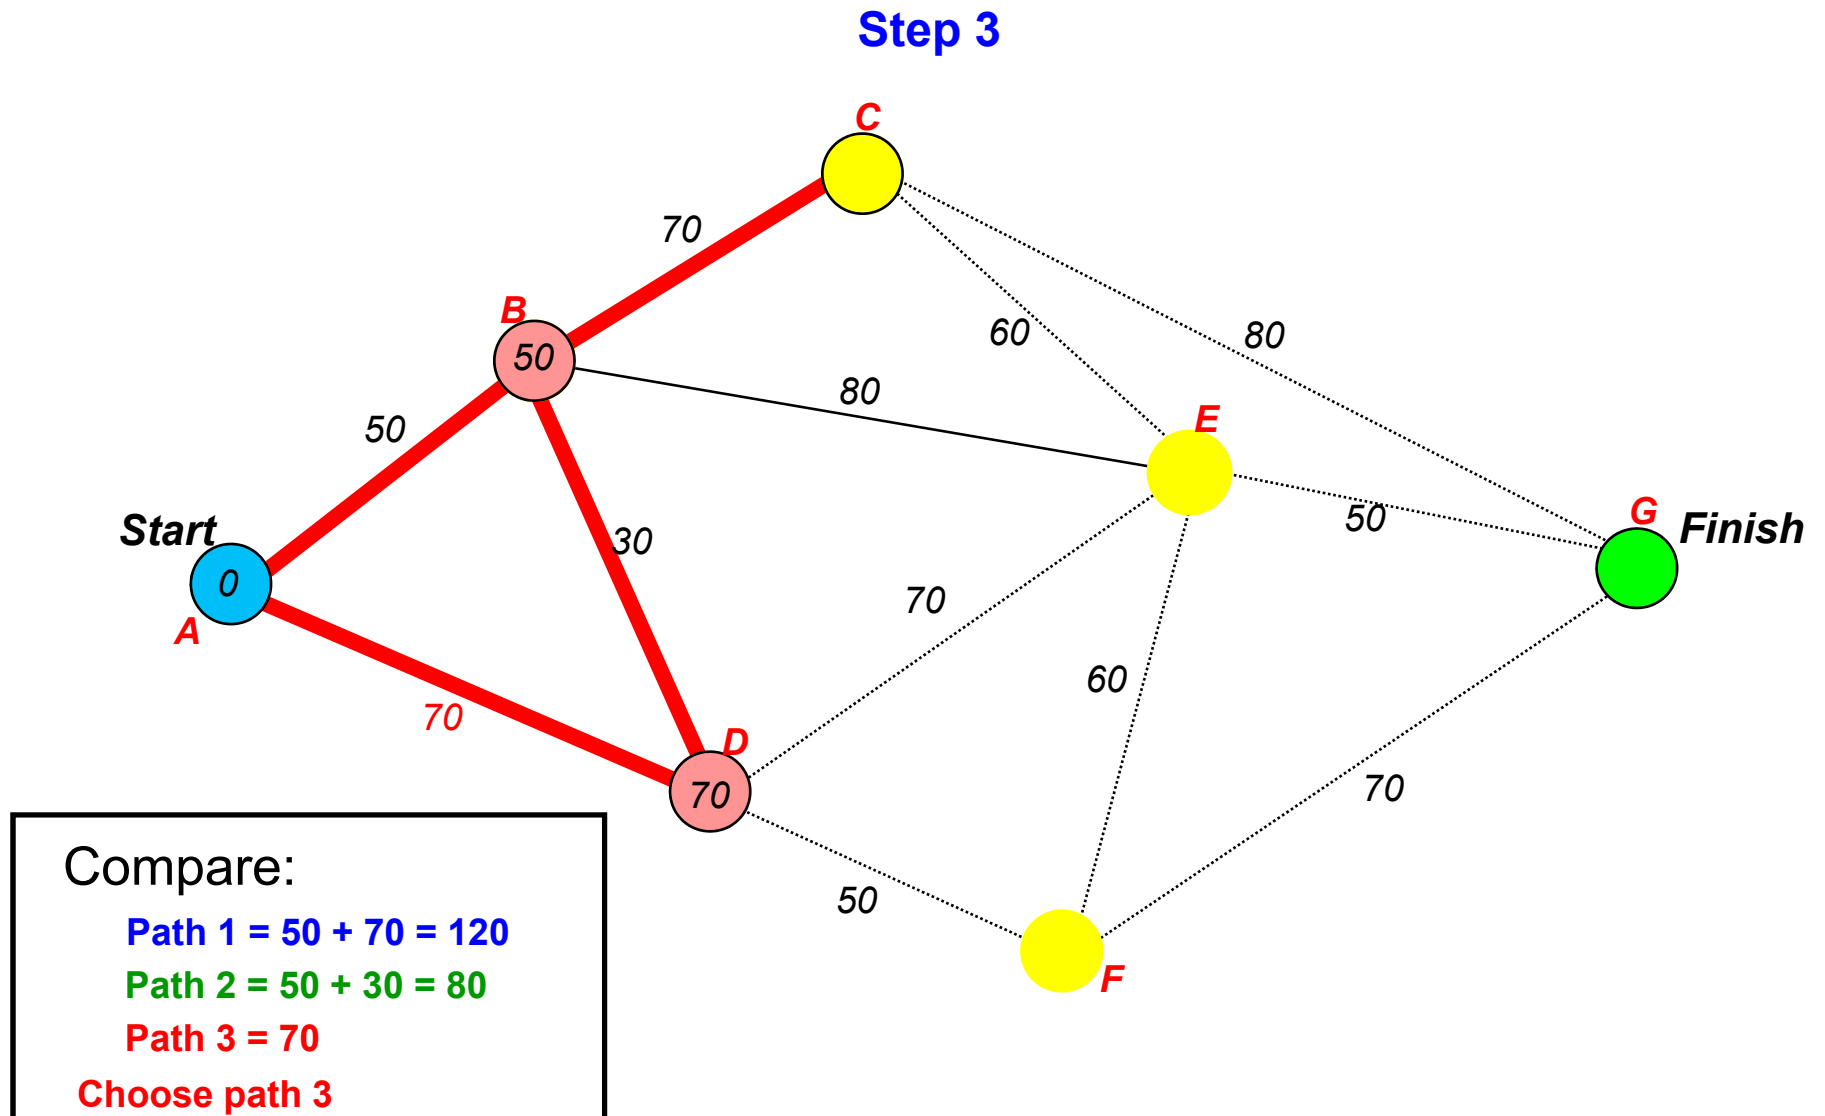 Step 3
C
70
B
50
60
80
80
50
E
Start
0
A
30
50
G
Finish
70
70
60
D
70
70
50
F
Compare:
Path 1 = 50 + 70 = 120
Path 2 = 50 + 30 = 80
Path 3 = 70
Choose path 3